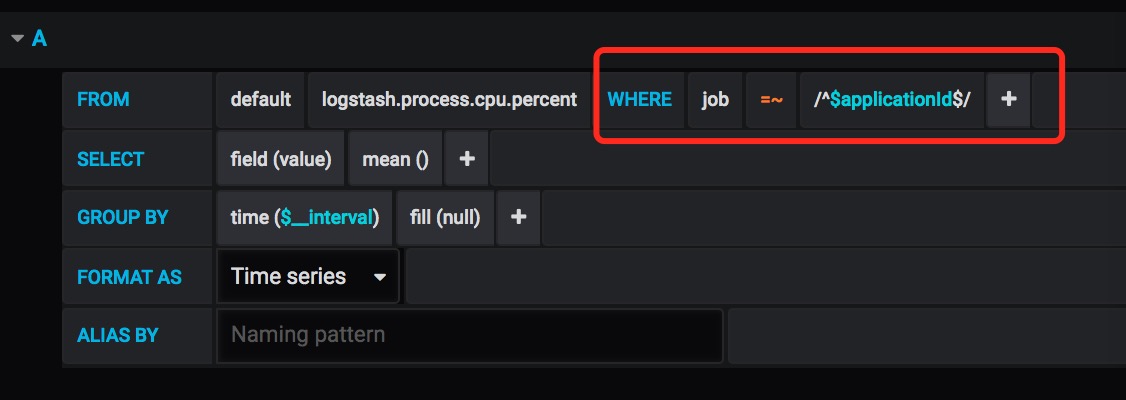 A
FROM default logstash.process.cpu.percent WHERE job =~ /^$applicationId$/ +
SELECT field (value) mean () +
GROUP BY time ($__interval) fill (null) +
FORMAT AS Time series
ALIAS BY Naming pattern